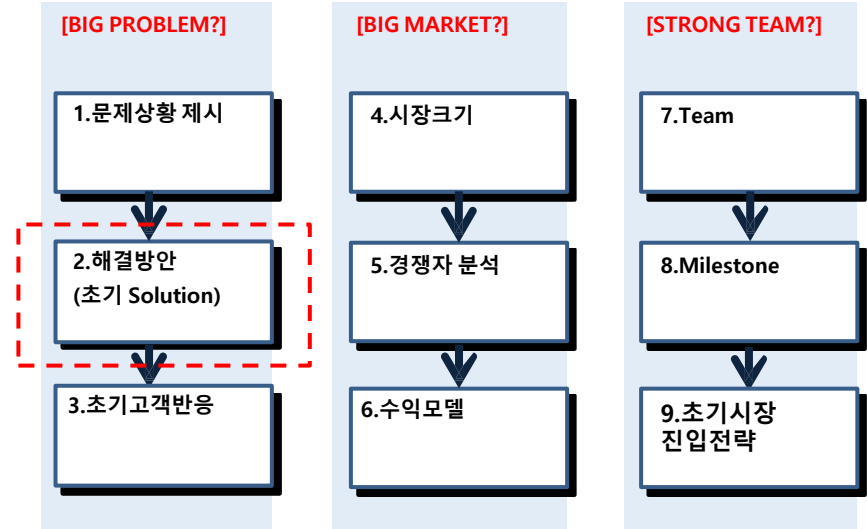 [BIG PROBLEM?]
1.문제상황 제시
2.해결방안
(초기 Solution)
3.초기고객반응
[BIG MARKET?]
4.시장크기
5.경쟁자 분석
6.수익모델
[STRONG TEAM?]
7.Team
8.Milestone
9.초기시장
진입전략